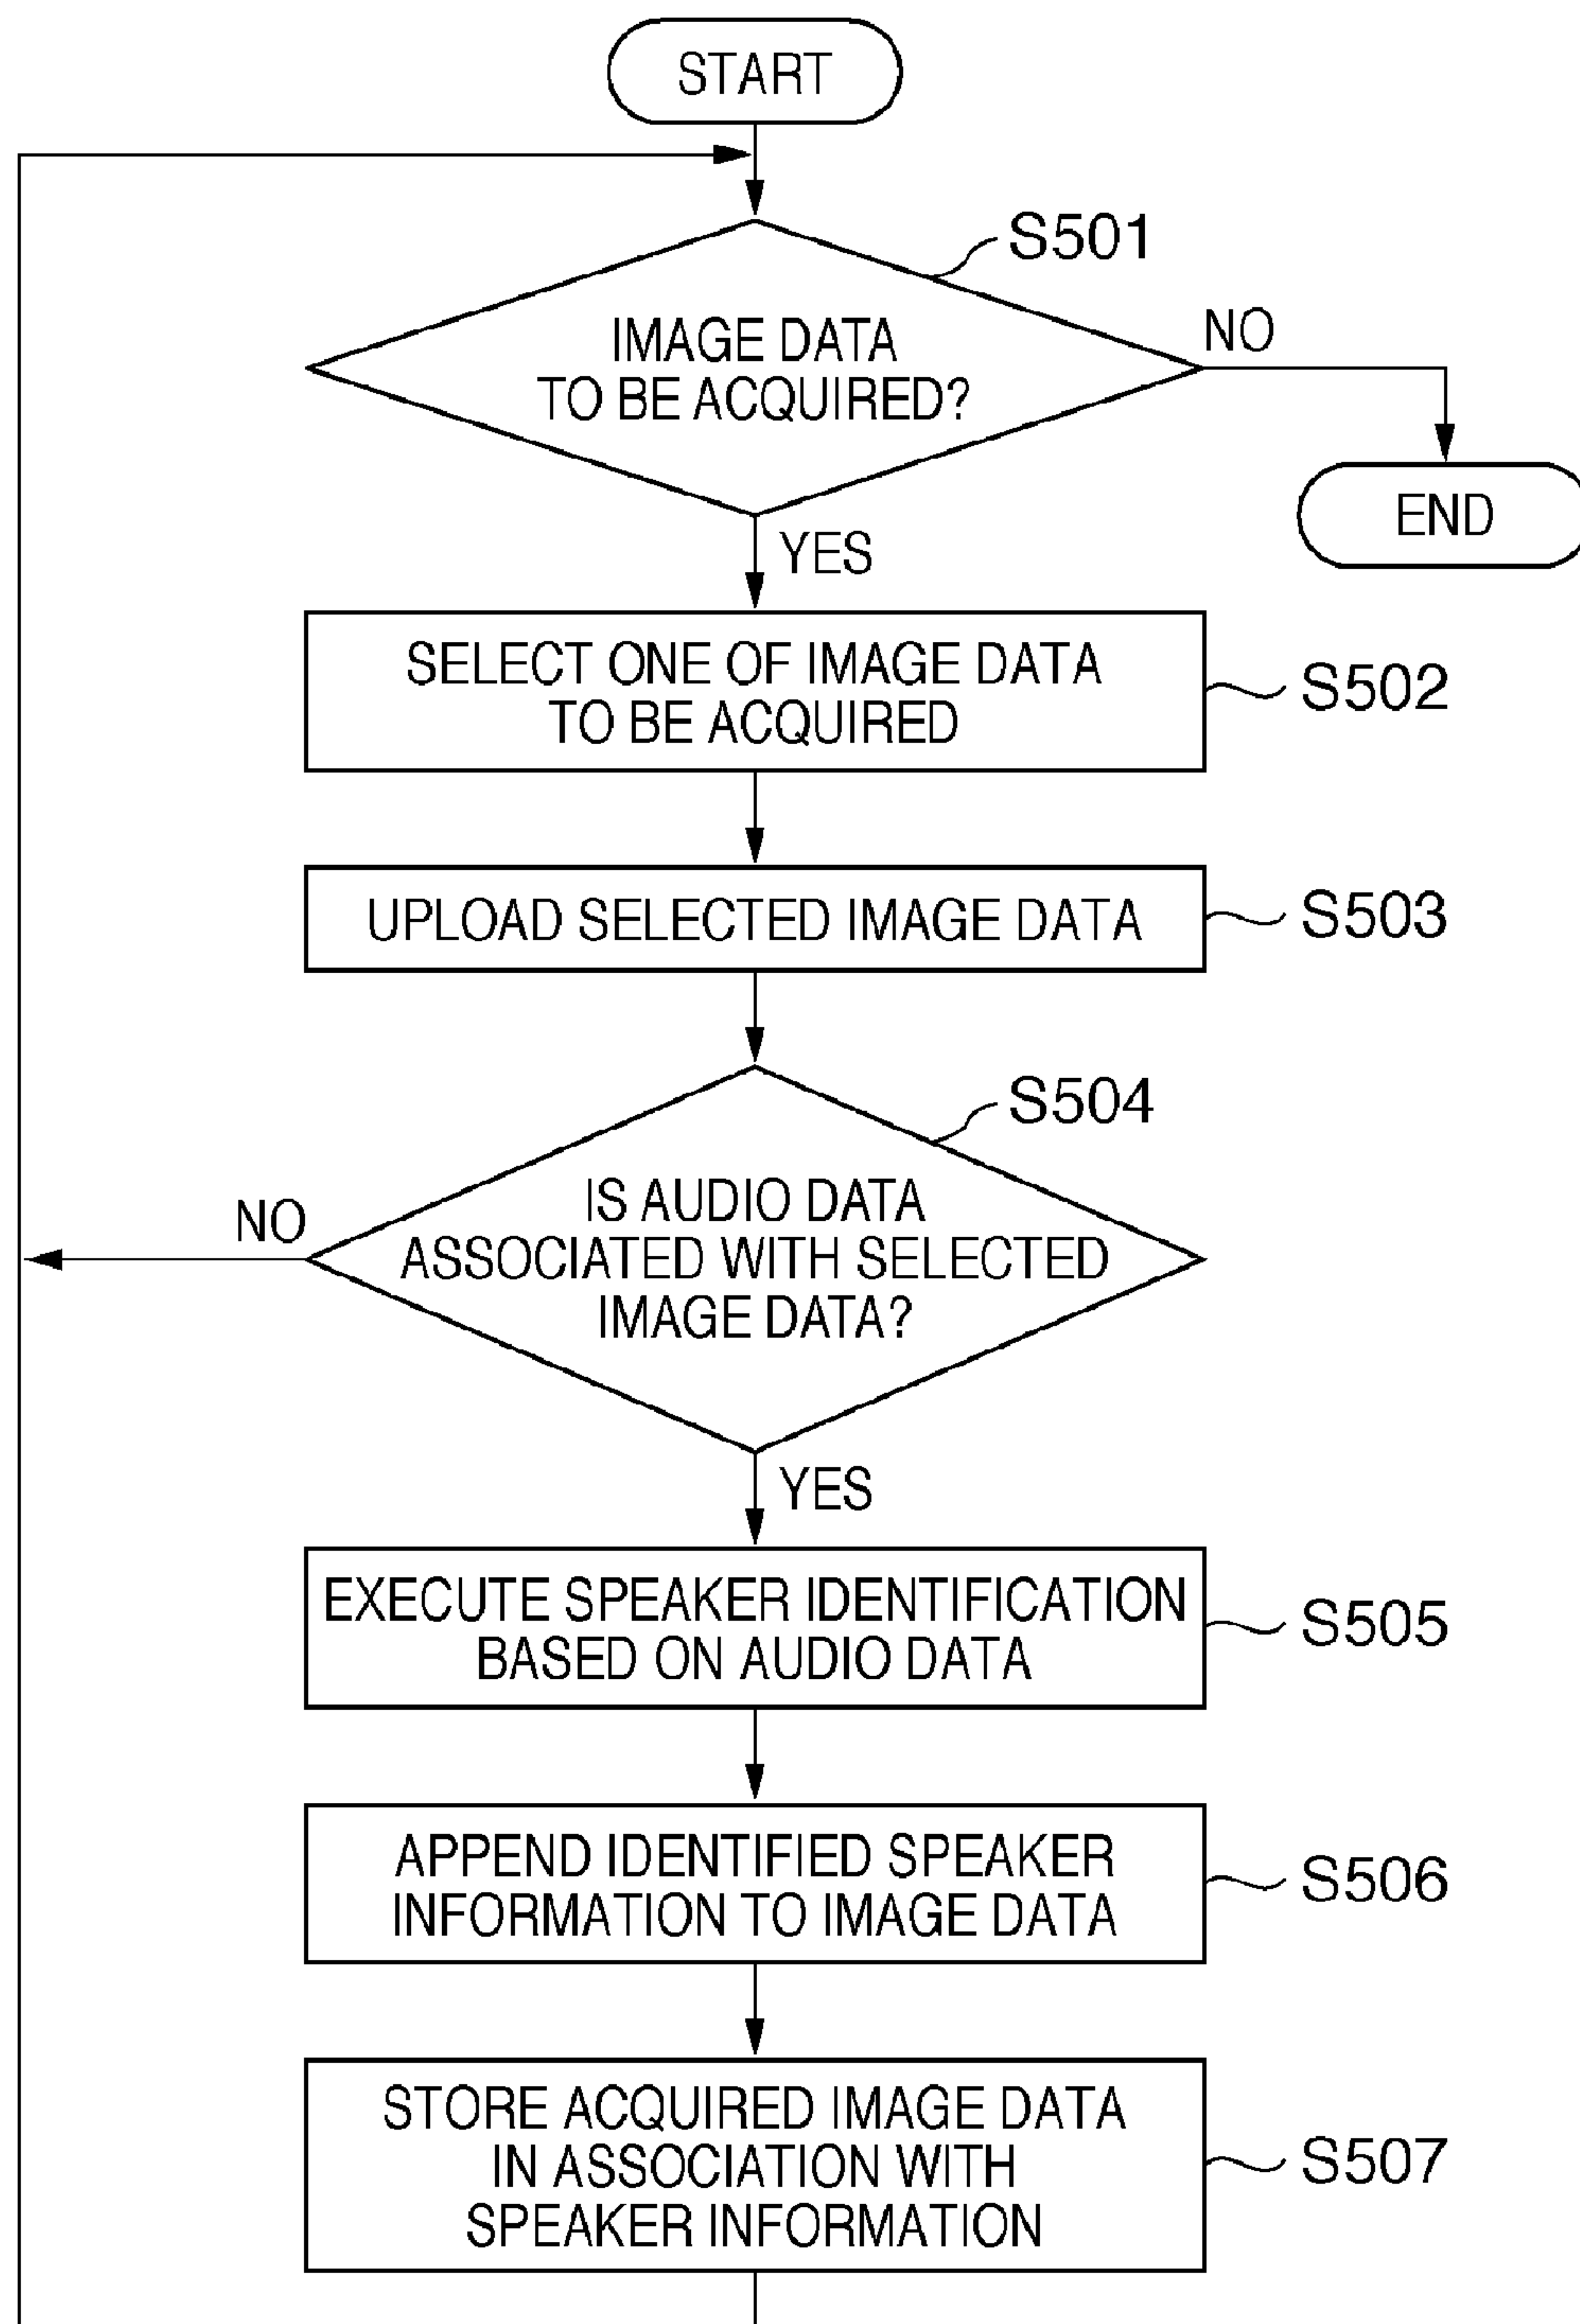 START
S501
IMAGE DATA
TO BE ACQUIRED?
NO
END
YES
SELECT ONE OF IMAGE DATA
TO BE ACQUIRED
S502
UPLOAD SELECTED IMAGE DATA
S503
S504
IS AUDIO DATA
ASSOCIATED WITH SELECTED
IMAGE DATA?
NO
YES
EXECUTE SPEAKER IDENTIFICATION
BASED ON AUDIO DATA
S505
APPEND IDENTIFIED SPEAKER
INFORMATION TO IMAGE DATA
S506
STORE ACQUIRED IMAGE DATA
IN ASSOCIATION WITH
SPEAKER INFORMATION
S507